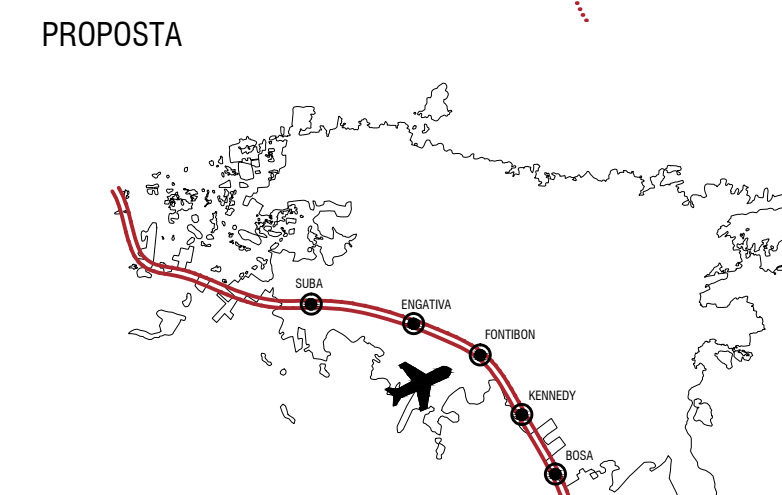 PROPOSTA
SUBA
ENGATIVA
FONTIBON
KENNEDY
BOSA